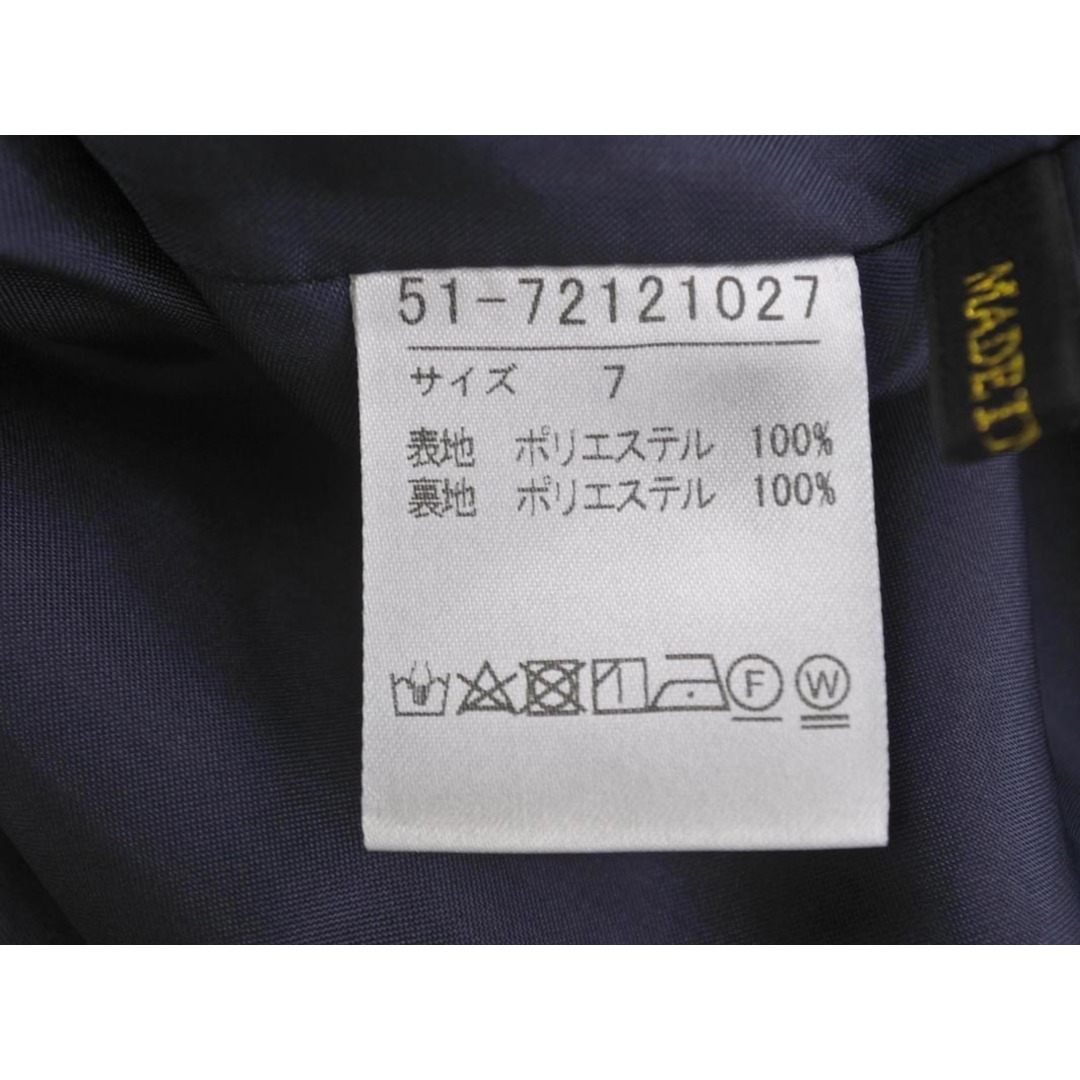 51-72121027
サイズ 7
表地 ポリエステル 100%
裏地 ポリエステル 100%
F W
MADE